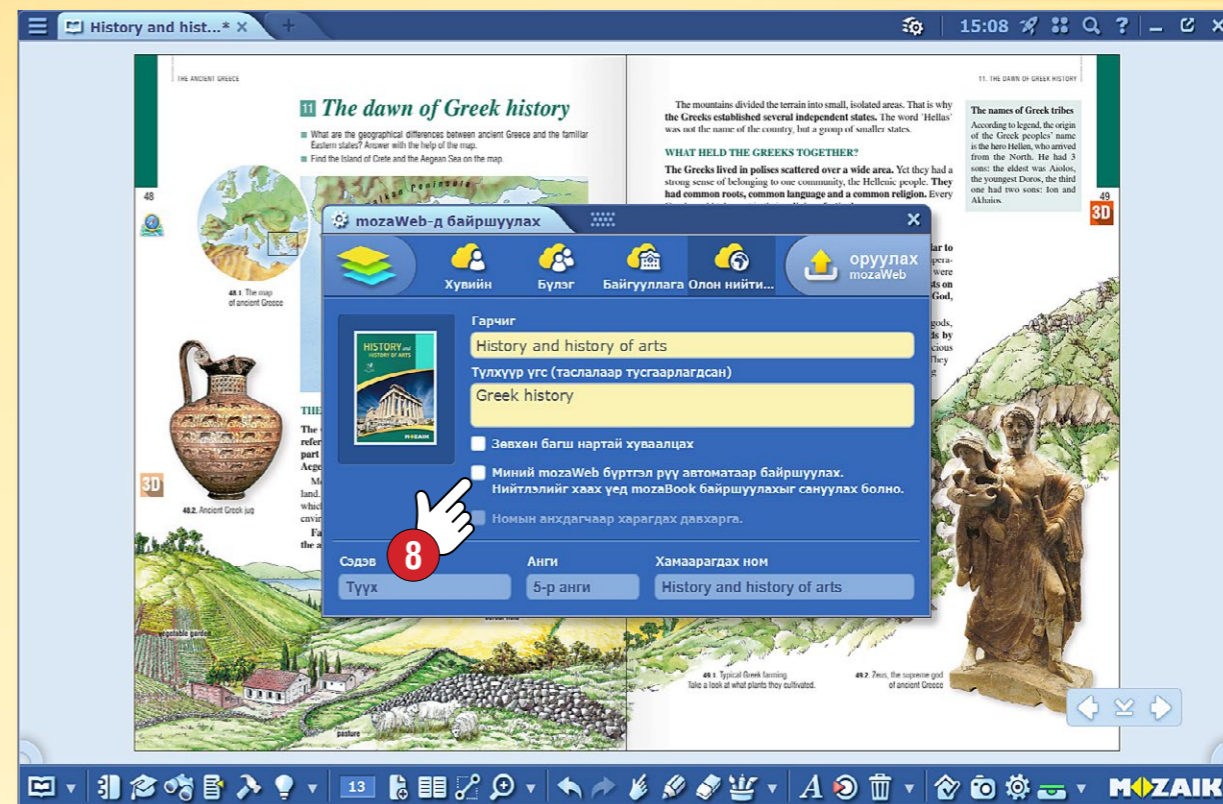 History and hist...*
15:08
THE ANCIENT GREECE
11 The dawn of Greek history
What are the geographical differences between ancient Greece and the familiar
Eastern states? Answer with the help of the map.
Find the Island of Crete and the Aegean Sea on the map.
48
48.1. The map
of ancient Greece
3D
48.2. Ancient Greek jug
11. THE DAWN OF GREEK HISTORY
The mountains divided the terrain into small, isolated areas. That is why
the Greeks established several independent states. The word 'Hellas'
was not the name of the country, but a group of smaller states.
WHAT HELD THE GREEKS TOGETHER?
The Greeks lived in polises scattered over a wide area. Yet they had a
strong sense of belonging to one community, the Hellenic people. They
had common roots, common language and a common religion. Every
The names of Greek tribes
According to legend, the origin
of the Greek peoples' name
is the hero Hellen, who arrived
from the North. He had 3
sons: the eldest was Aiolos,
the youngest Doros, the third
one had two sons: Ion and
Akhaios.
49
3D
mozaWeb-д байршуулах
Хувийн
Бүлэг
Байгууллага
Олон нийти...
оруулах
mozaWeb
HISTORY and
HISTORY OF ARTS
MOZAIK
Гарчиг
History and history of arts
Түлхүүр үгс (таслалаар тусгаарлагдсан)
Greek history
Зөвхөн багш нартай хуваалцах
Миний mozaWeb бүртгэл рүү автоматаар байршуулах.
Нийтлэлийг хаах үед mozaBook байршуулахыг сануулах болно.
Номын анхдагчаар харагдах давхарга.
8
Сэдэв
Түүх
Анги
5-р анги
Хамаарагдах ном
History and history of arts
vegetable garden
pasture
49.1. Typical Greek farming
Take a look at what plants they cultivated.
49.2. Zeus, the supreme god
of ancient Greece
13
MOZAIK